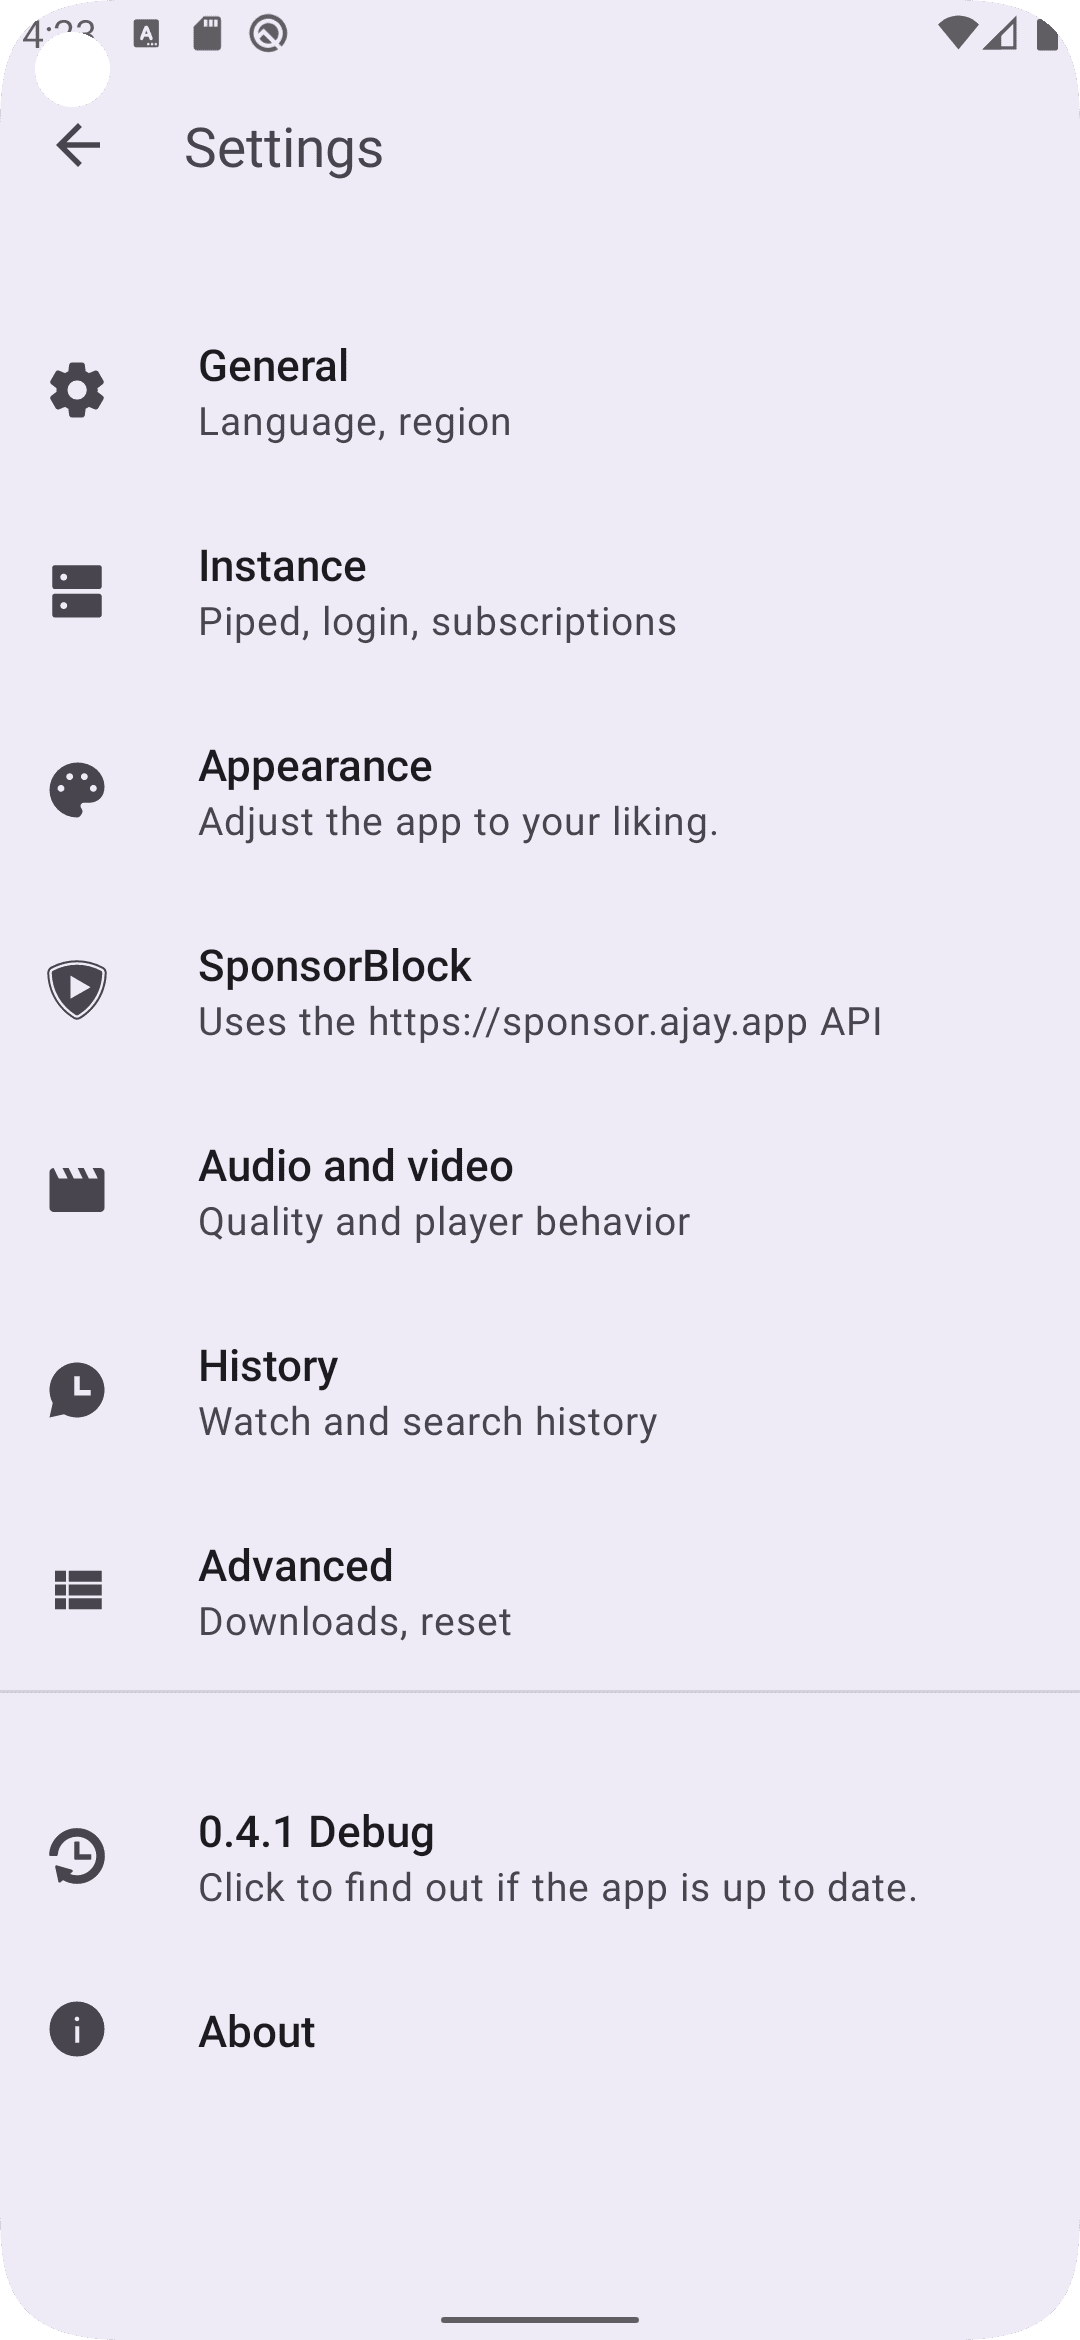 Settings
General
Language, region
Instance
Piped, login, subscriptions
Appearance
Adjust the app to your liking.
SponsorBlock
Uses the https://sponsor.ajay.app API
Audio and video
Quality and player behavior
History
Watch and search history
Advanced
Downloads, reset
0.4.1 Debug
Click to find out if the app is up to date.
About